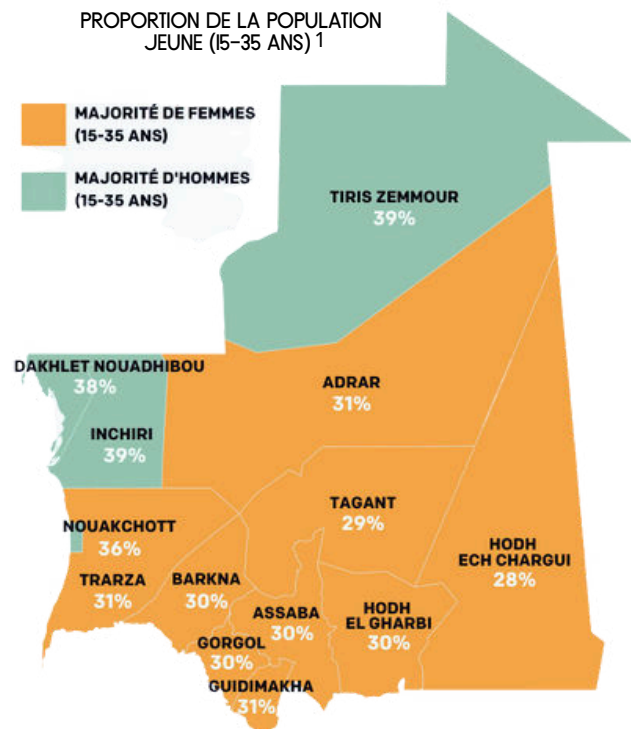 PROPORTION DE LA POPULATION
JEUNE (15-35 ANS) 1
MAJORITÉ DE FEMMES
(15-35 ANS)
MAJORITÉ D'HOMMES
(15-35 ANS)
TIRIS ZEMMOUR
39%
DAKHLET NOUADHIBOU
38%
ADRAR
31%
INCHIRI
39%
TAGANT
29%
NOUAKCHOTT
36%
HODH
ECH CHARGUI
28%
TRARZA
31%
BARKNA
30%
ASSABA
30%
HODH
EL GHARBI
30%
GORGOL
30%
GUIDIMAKHA
31%